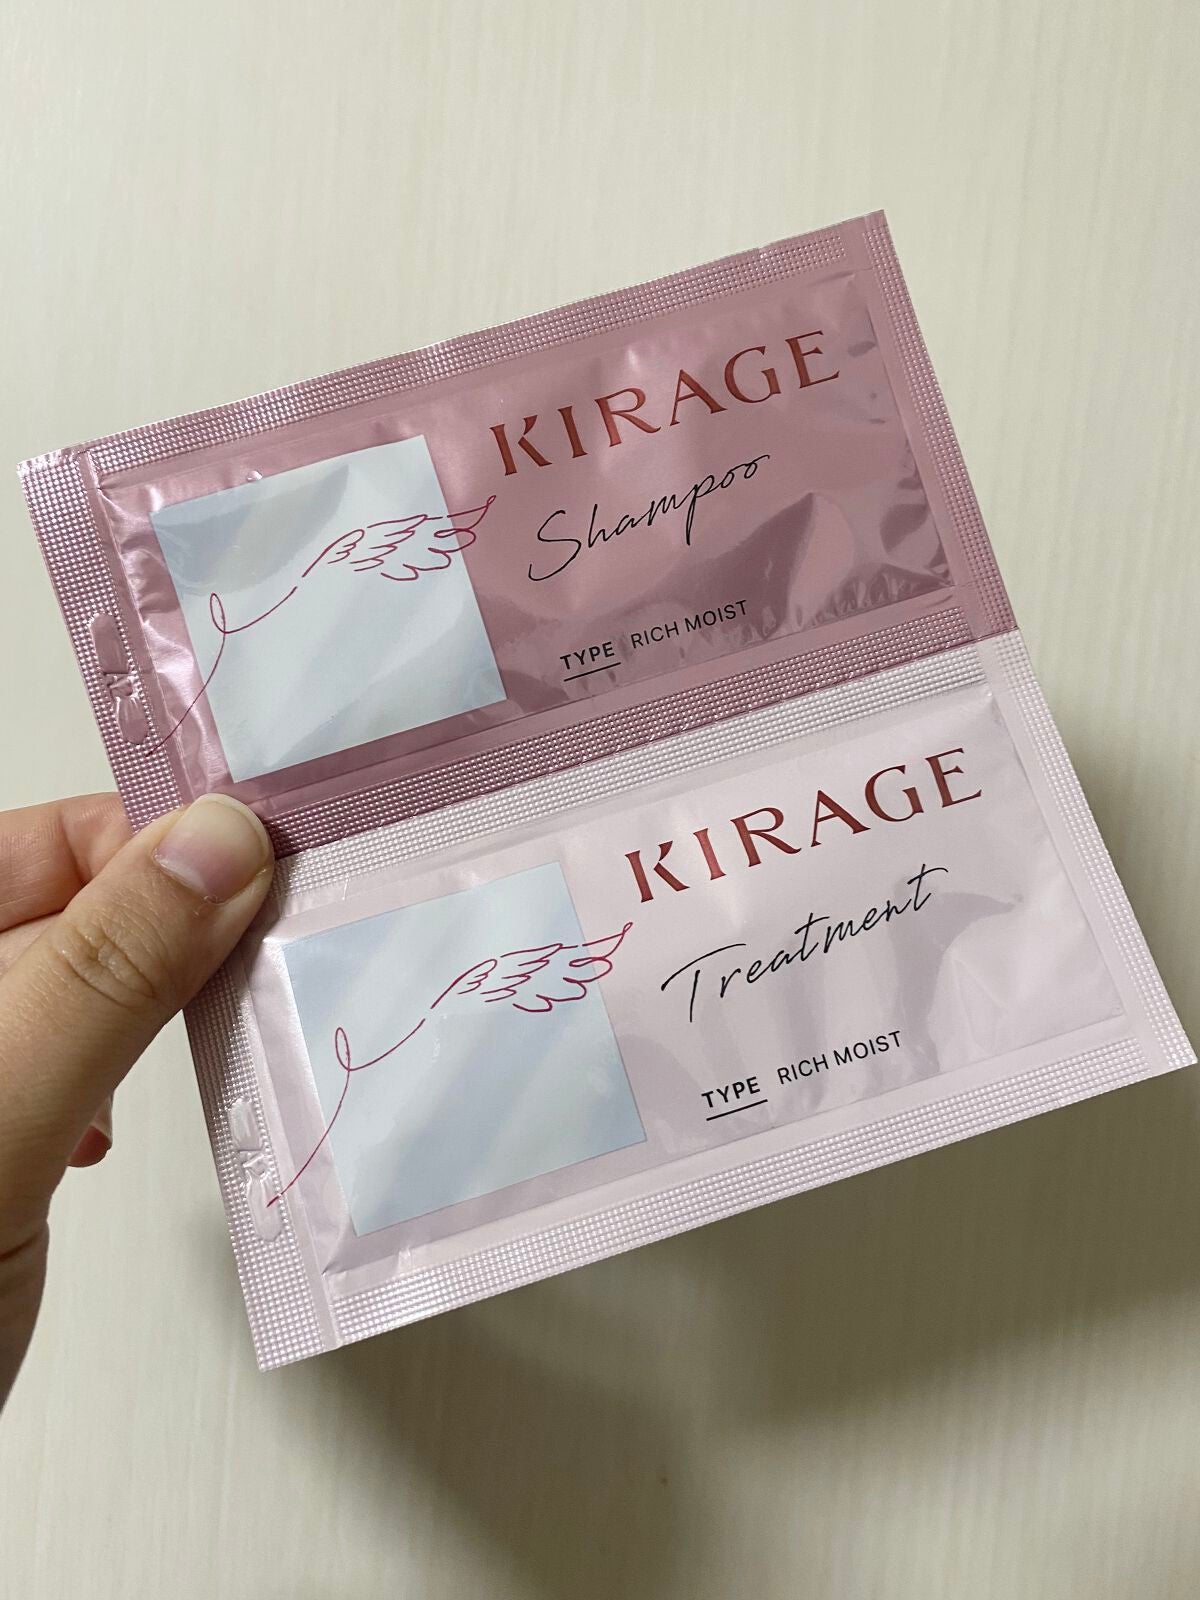 KIRAGE
Shampoo
TYPE RICH MOIST
KIRAGE
Treatment
TYPE RICH MOIST